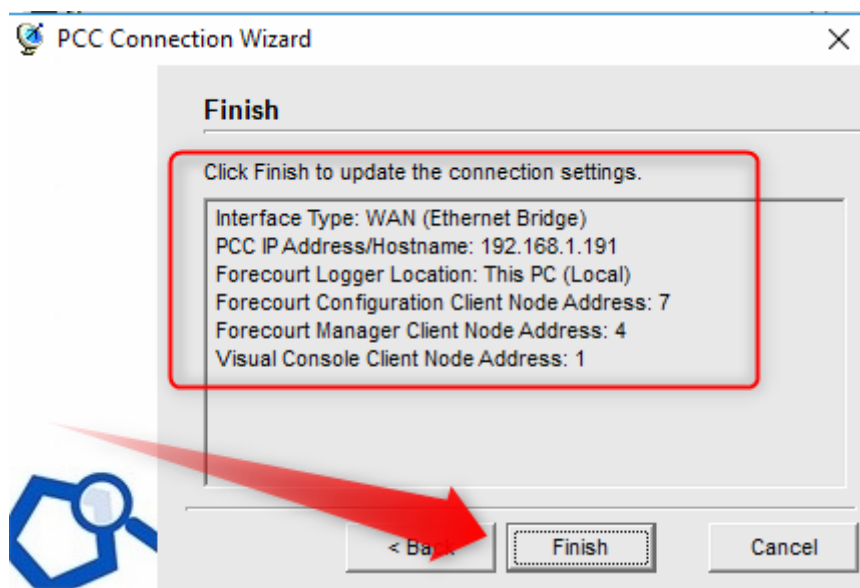 PCC Connection Wizard
Finish
Click Finish to update the connection settings.
Interface Type: WAN (Ethernet Bridge)
PCC IP Address/Hostname: 192.168.1.191
Forecourt Logger Location: This PC (Local)
Forecourt Configuration Client Node Address: 7
Forecourt Manager Client Node Address: 4
Visual Console Client Node Address: 1
< Back
Finish
Cancel